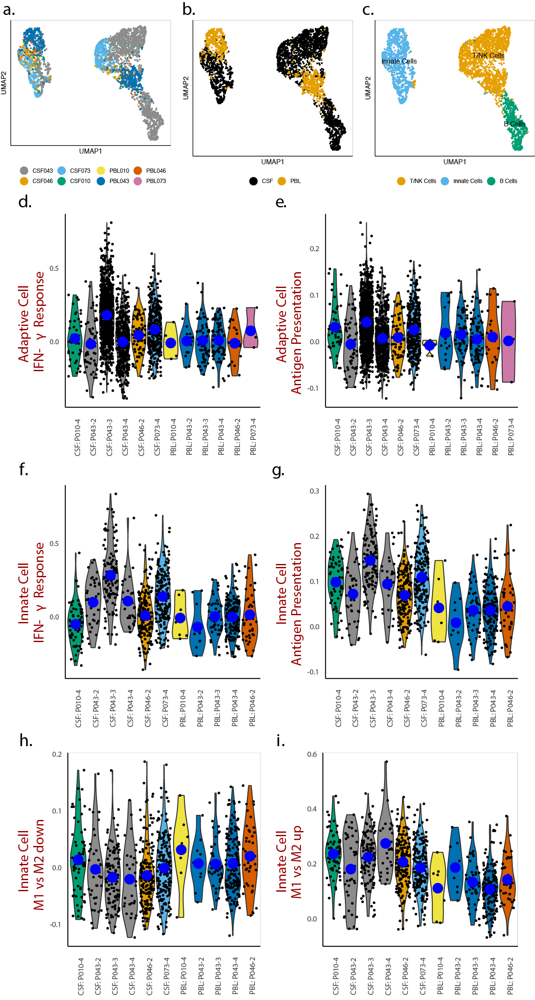 a.
b.
c.
UMAP2
UMAP1
CSF043
CSF073
PBL010
PBL046
CSF046
CSF010
PBL043
PBL073
UMAP2
UMAP1
CSF
PBL
UMAP2
T/NK Cells
Innate Cells
B Cells
UMAP1
T/NK Cells
Innate Cells
B Cells
d.
Adaptive Cell
IFN- γ Response
0.5
0.0
CSF: P010-4
CSF: P043-2
CSF: P043-3
CSF: P043-4
CSF: P046-2
CSF: P073-4
PBL: P010-4
PBL: P043-2
PBL: P043-3
PBL: P043-4
PBL: P046-2
PBL: P073-4
e.
Adaptive Cell
Antigen Presentation
0.2
0.1
0.0
-0.1
CSF: P010-4
CSF: P043-2
CSF: P043-3
CSF: P043-4
CSF: P046-2
CSF: P073-4
PBL: P010-4
PBL: P043-2
PBL: P043-3
PBL: P043-4
PBL: P046-2
PBL: P073-4
f.
Innate Cell
IFN- γ Response
0.5
0.0
CSF: P010-4
CSF: P043-2
CSF: P043-3
CSF: P043-4
CSF: P046-2
CSF: P073-4
PBL: P010-4
PBL: P043-2
PBL: P043-3
PBL: P043-4
PBL: P046-2
g.
Innate Cell
Antigen Presentation
0.3
0.2
0.1
0.0
-0.1
CSF: P010-4
CSF: P043-2
CSF: P043-3
CSF: P043-4
CSF: P046-2
CSF: P073-4
PBL: P010-4
PBL: P043-2
PBL: P043-3
PBL: P043-4
PBL: P046-2
h.
Innate Cell
M1 vs M2 down
0.2
0.1
0.0
-0.1
CSF: P010-4
CSF: P043-2
CSF: P043-3
CSF: P043-4
CSF: P046-2
CSF: P073-4
PBL: P010-4
PBL: P043-2
PBL: P043-3
PBL: P043-4
PBL: P046-2
i.
Innate Cell
M1 vs M2 up
0.6
0.4
0.2
0.0
CSF: P010-4
CSF: P043-2
CSF: P043-3
CSF: P043-4
CSF: P046-2
CSF: P073-4
PBL: P010-4
PBL: P043-2
PBL: P043-3
PBL: P043-4
PBL: P046-2